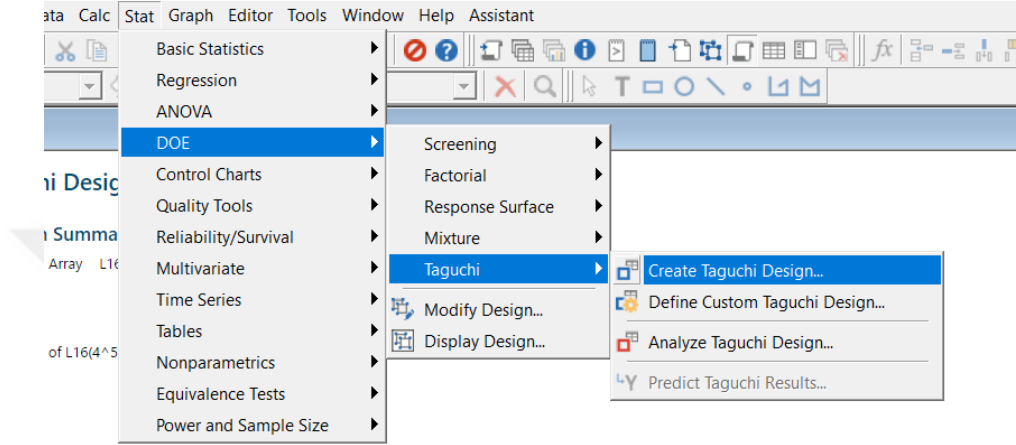 ata Calc Stat Graph Editor Tools Window Help Assistant
fx
T
Basic Statistics
Regression
ANOVA
DOE
Control Charts
Quality Tools
Reliability/Survival
Multivariate
Time Series
Tables
Nonparametrics
Equivalence Tests
Power and Sample Size
Screening
Factorial
Response Surface
Mixture
Taguchi
Modify Design...
Display Design...
Create Taguchi Design...
Define Custom Taguchi Design...
Analyze Taguchi Design...
Predict Taguchi Results...
hi Desig
n Summa
Array L16
of L16(4^5